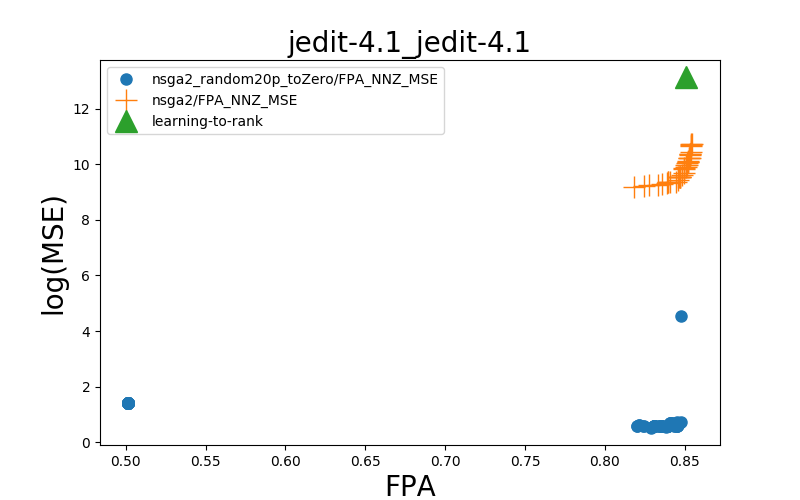 jedit-4.1_jedit-4.1
nsga2_random20p_toZero/FPA_NNZ_MSE
nsga2/FPA_NNZ_MSE
learning-to-rank
log(MSE)
12
10
8
6
4
2
0
0.50 0.55 0.60 0.65 0.70 0.75 0.80 0.85
FPA